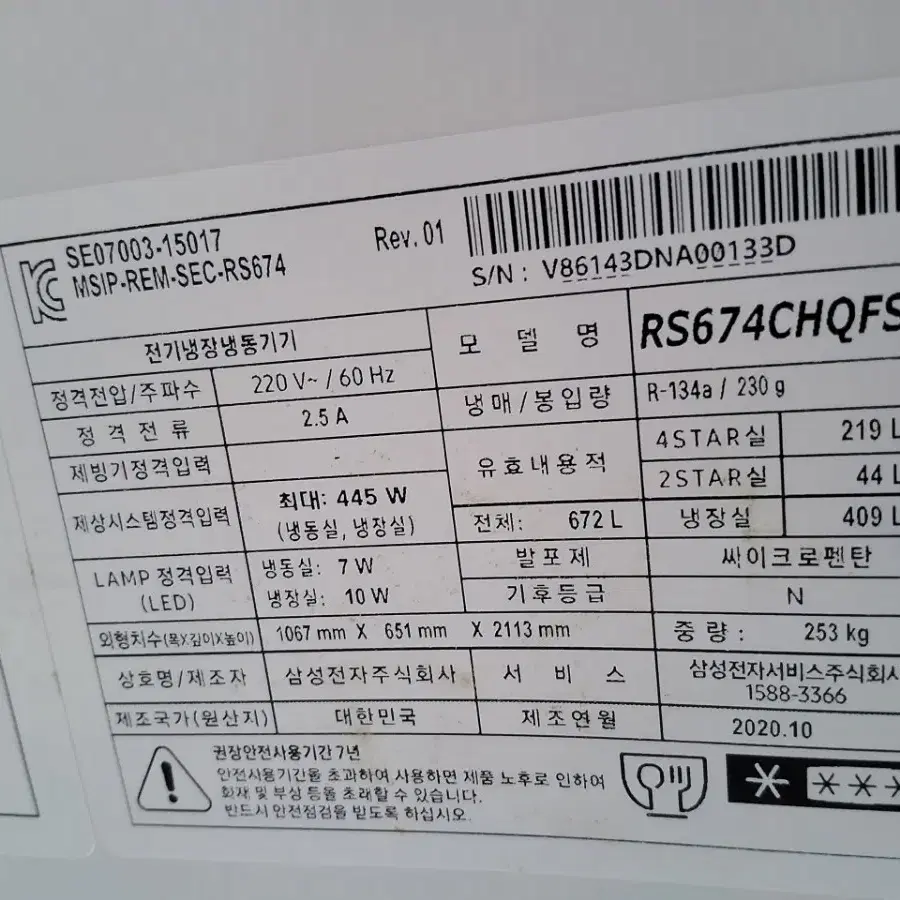 SE07003-15017
MSIP-REM-SEC-RS674
Rev. 01
S/N : V86143DNA00133D
전기냉장냉동기기
모 델 명 RS674CHQFS
정격전압/주파수 220 V~ / 60 Hz
냉매/봉입량 R-134a / 230 g
정 격 전 류 2.5 A
제빙기정격입력 -
유효내용적
4STAR실 219 L
2STAR실 44 L
제상시스템정격입력 최대: 445 W
(냉동실, 냉장실)
전체: 672 L
냉장실 409 L
LAMP 정격입력
(LED)
냉동실: 7 W
냉장실: 10 W
발포제 싸이크로펜탄
기후등급 N
외형치수(폭X깊이X높이) 1067 mm X 651 mm X 2113 mm
중 량 : 253 kg
상호명/제조자 삼성전자주식회사
서 비 스 삼성전자서비스주식회사
1588-3366
제조국가(원산지) 대한민국
제조연월 2020.10
권장안전사용기간 7년
안전사용기간을 초과하여 사용하면 제품 노후로 인하여
화재 및 부상 등을 초래할 수 있습니다.
반드시 안전점검을 받도록 하십시오.